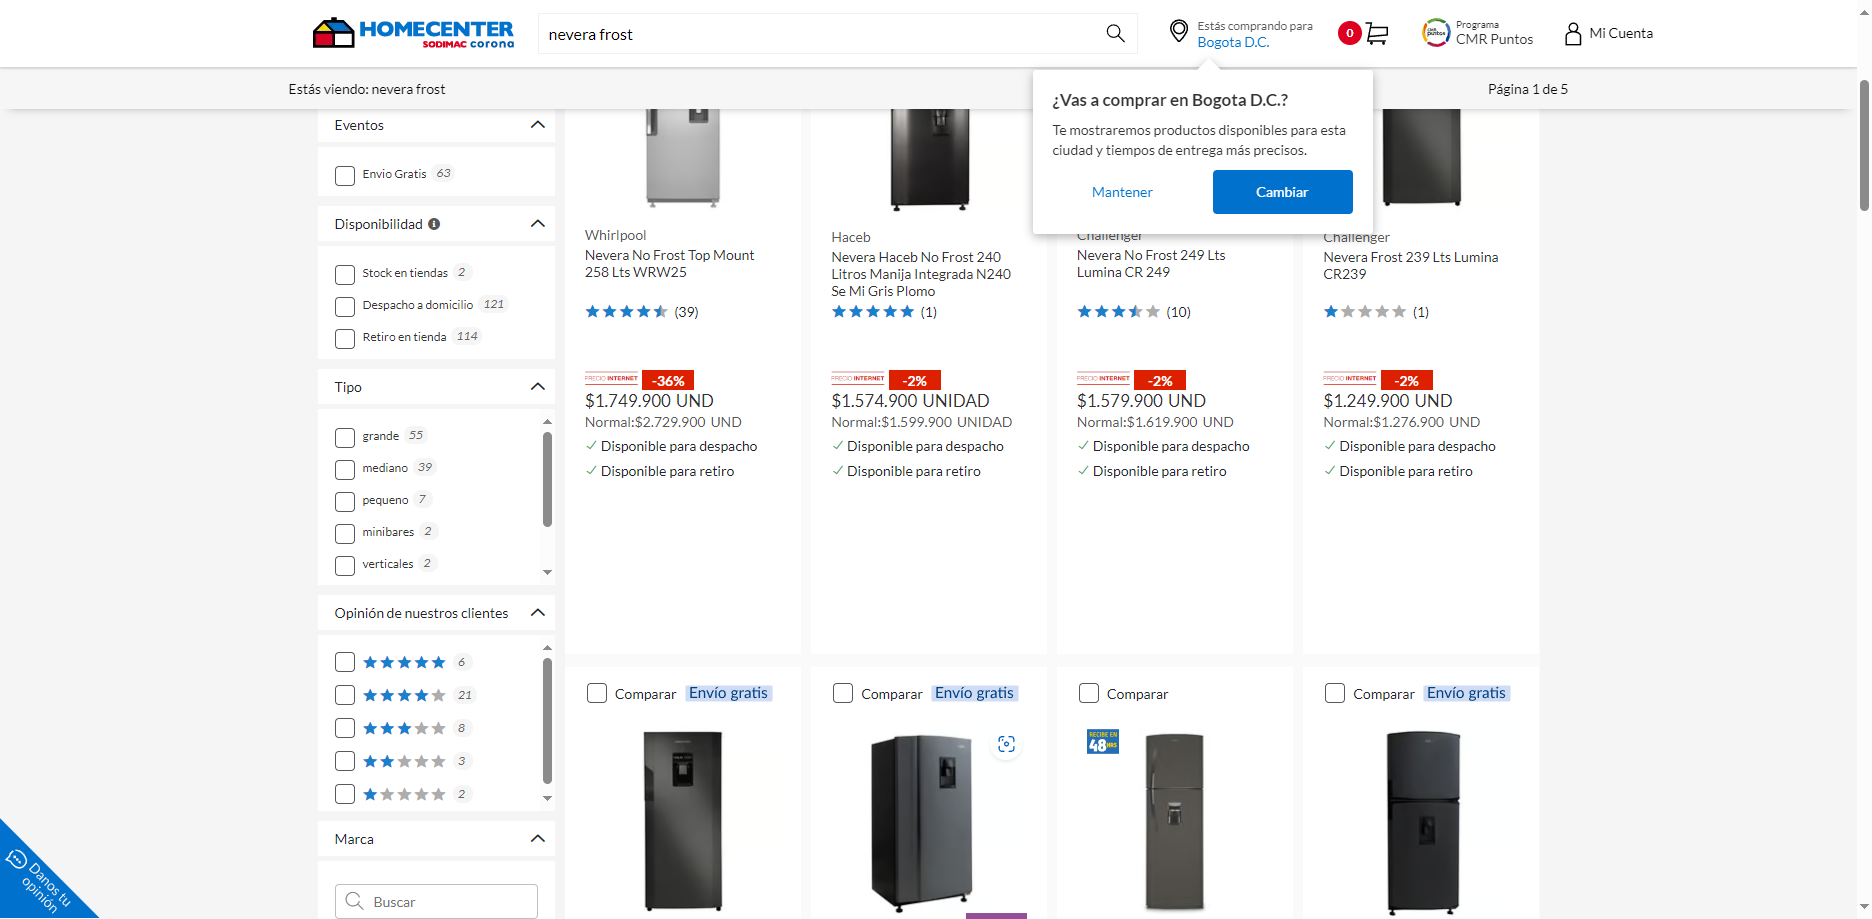 HOMECENTER
SODIMAC corona
nevera frost
Estás comprando para
Bogota D.C.
0
Programa
CMR Puntos
Mi Cuenta
Estás viendo: nevera frost
Página 1 de 5
¿Vas a comprar en Bogota D.C.?
Te mostraremos productos disponibles para esta
ciudad y tiempos de entrega más precisos.
Mantener
Cambiar
Eventos
Envio Gratis 63
Disponibilidad
Stock en tiendas 2
Despacho a domicilio 121
Retiro en tienda 114
Tipo
grande 55
mediano 39
pequeno 7
minibares 2
verticales 2
Opinión de nuestros clientes
6
21
8
3
2
Marca
Buscar
Danos tu
opinión
Whirlpool
Nevera No Frost Top Mount
258 Lts WRW25
(39)
PRECIO INTERNET -36%
$1.749.900 UND
Normal:$2.729.900 UND
Disponible para despacho
Disponible para retiro
Haceb
Nevera Haceb No Frost 240
Litros Manija Integrada N240
Se Mi Gris Plomo
(1)
PRECIO INTERNET -2%
$1.574.900 UNIDAD
Normal:$1.599.900 UNIDAD
Disponible para despacho
Disponible para retiro
Challenger
Nevera No Frost 249 Lts
Lumina CR 249
(10)
PRECIO INTERNET -2%
$1.579.900 UND
Normal:$1.619.900 UND
Disponible para despacho
Disponible para retiro
Challenger
Nevera Frost 239 Lts Lumina
CR239
(1)
PRECIO INTERNET -2%
$1.249.900 UND
Normal:$1.276.900 UND
Disponible para despacho
Disponible para retiro
Comparar Envío gratis
Comparar Envío gratis
Comparar
RECIBE EN
48HRS
Comparar Envío gratis